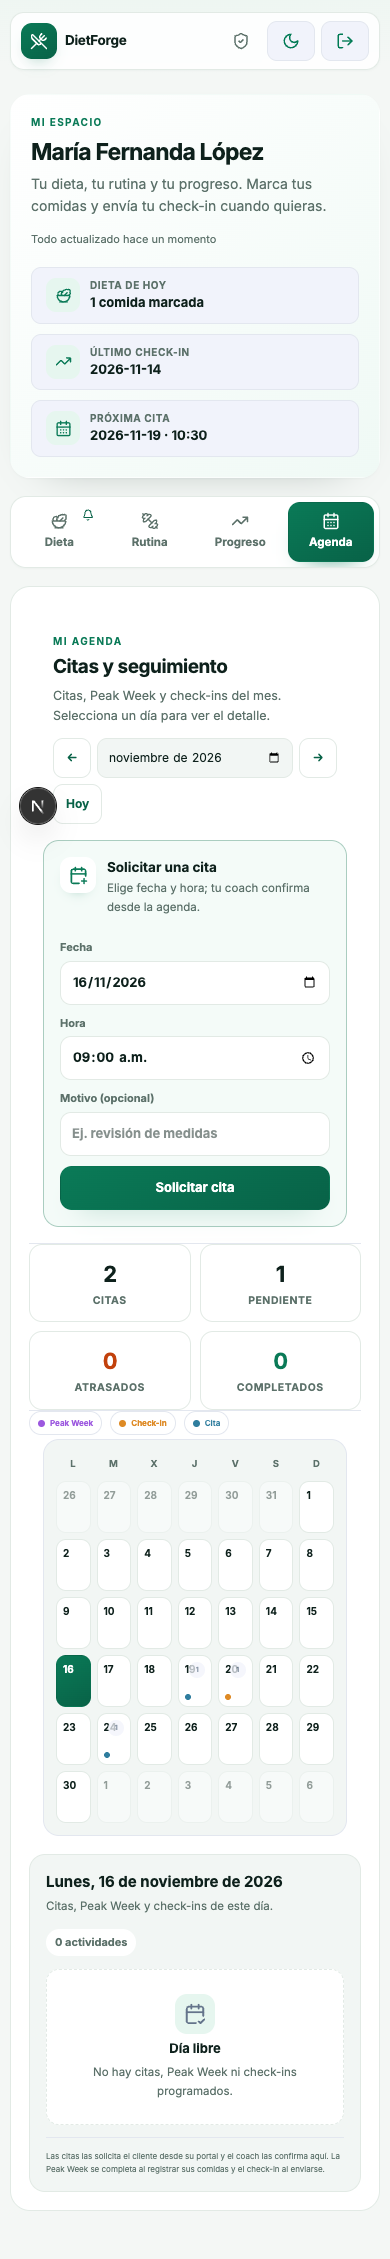 DietForge
MI ESPACIO
María Fernanda López
Tu dieta, tu rutina y tu progreso. Marca tus
comidas y envía tu check-in cuando quieras.
Todo actualizado hace un momento
DIETA DE HOY
1 comida marcada
ÚLTIMO CHECK-IN
2026-11-14
PRÓXIMA CITA
2026-11-19 · 10:30
Dieta Rutina Progreso Agenda
MI AGENDA
Citas y seguimiento
Citas, Peak Week y check-ins del mes.
Selecciona un día para ver el detalle.
noviembre de 2026
N Hoy
Solicitar una cita
Elige fecha y hora; tu coach confirma
desde la agenda.
Fecha
16/11/2026
Hora
09:00 a.m.
Motivo (opcional)
Ej. revisión de medidas
Solicitar cita
2 1
CITAS PENDIENTE
0 0
ATRASADOS COMPLETADOS
Peak Week Check-in Cita
L M X J V S D
26 27 28 29 30 31 1
2 3 4 5 6 7 8
9 10 11 12 13 14 15
16 17 18 19 1 20 21 22
23 24 25 26 27 28 29
30 1 2 3 4 5 6
Lunes, 16 de noviembre de 2026
Citas, Peak Week y check-ins de este día.
0 actividades
Día libre
No hay citas, Peak Week ni check-ins
programados.
Las citas las solicita el cliente desde su portal y el coach las confirma aquí. La
Peak Week se completa al registrar sus comidas y el check-in al enviarse.